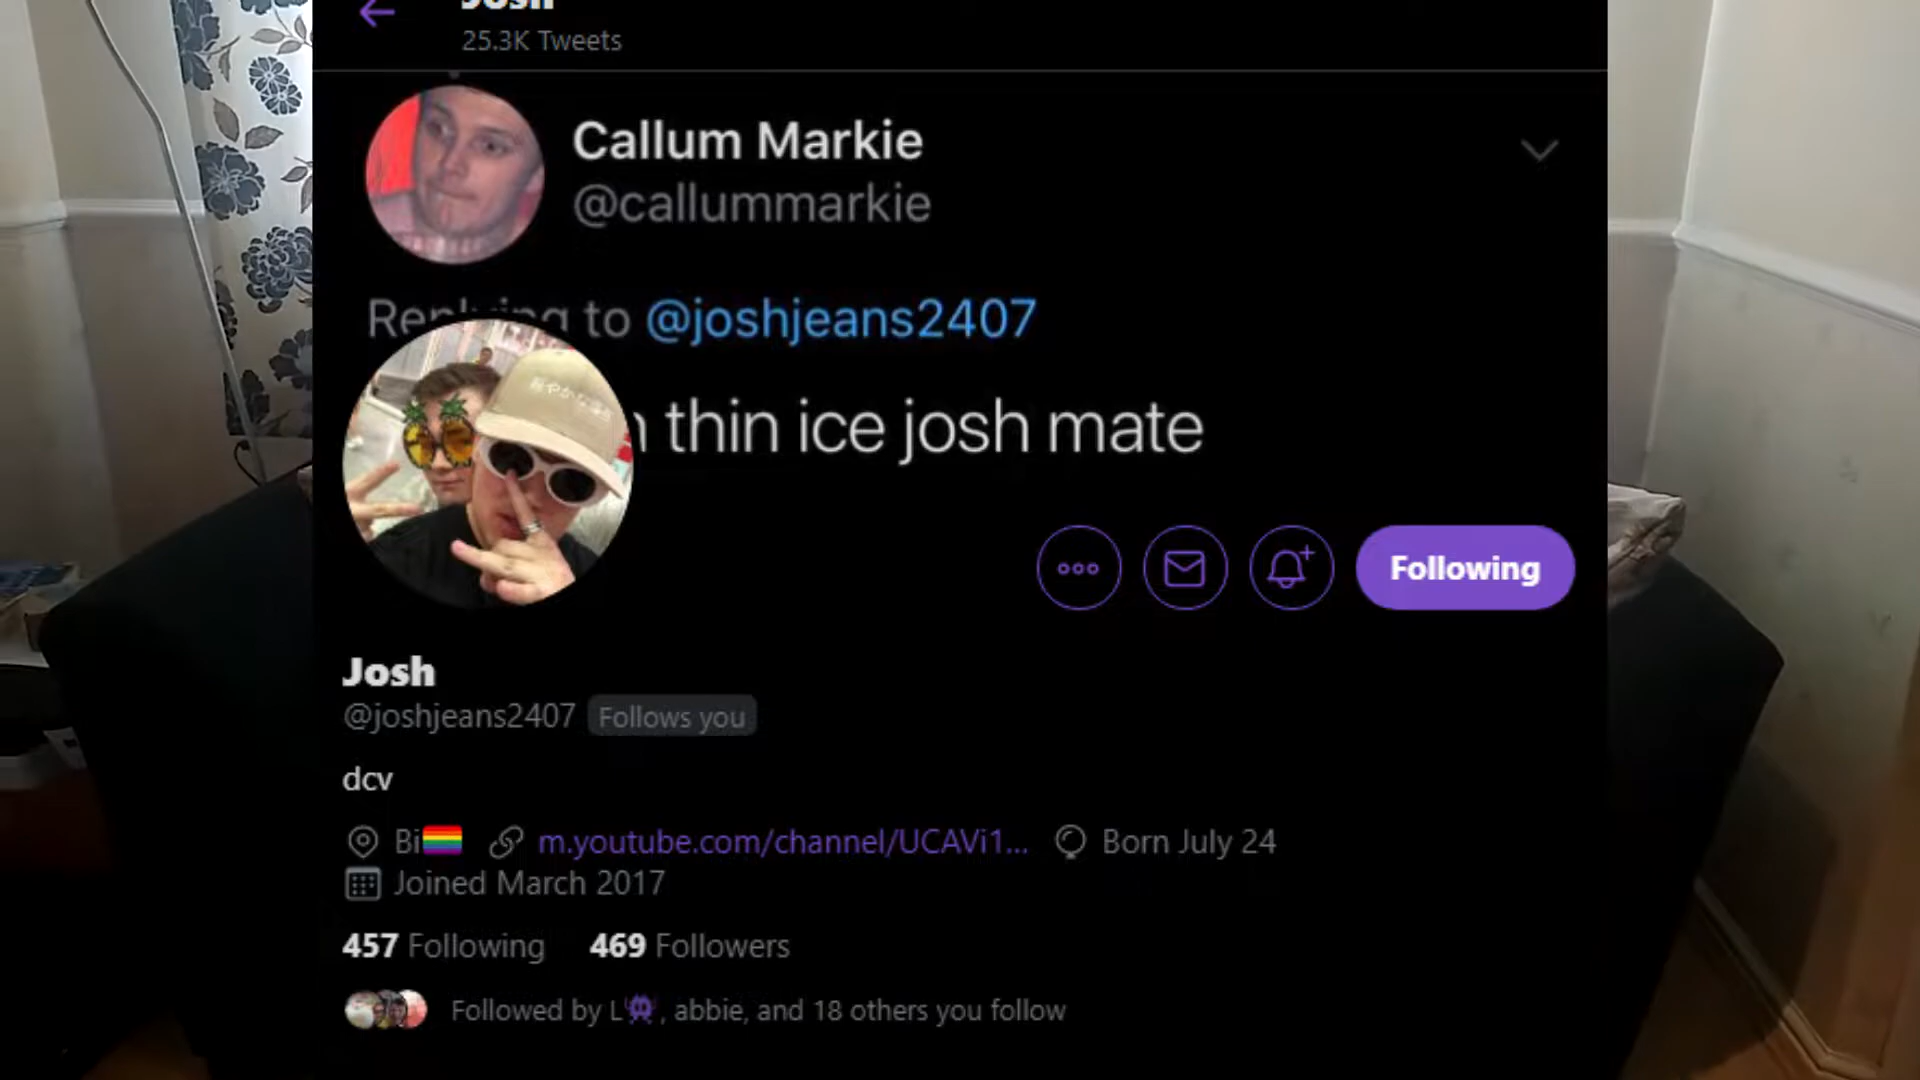 Josh
25.3K Tweets
Callum Markie
@callummarkie
Replying to @joshjeans2407
thin ice josh mate
Following
Josh
@joshjeans2407 Follows you
dcv
Bi🏳️‍🌈 m.youtube.com/channel/UCAVi1... Born July 24
Joined March 2017
457 Following 469 Followers
Followed by L👾, abbie, and 18 others you follow